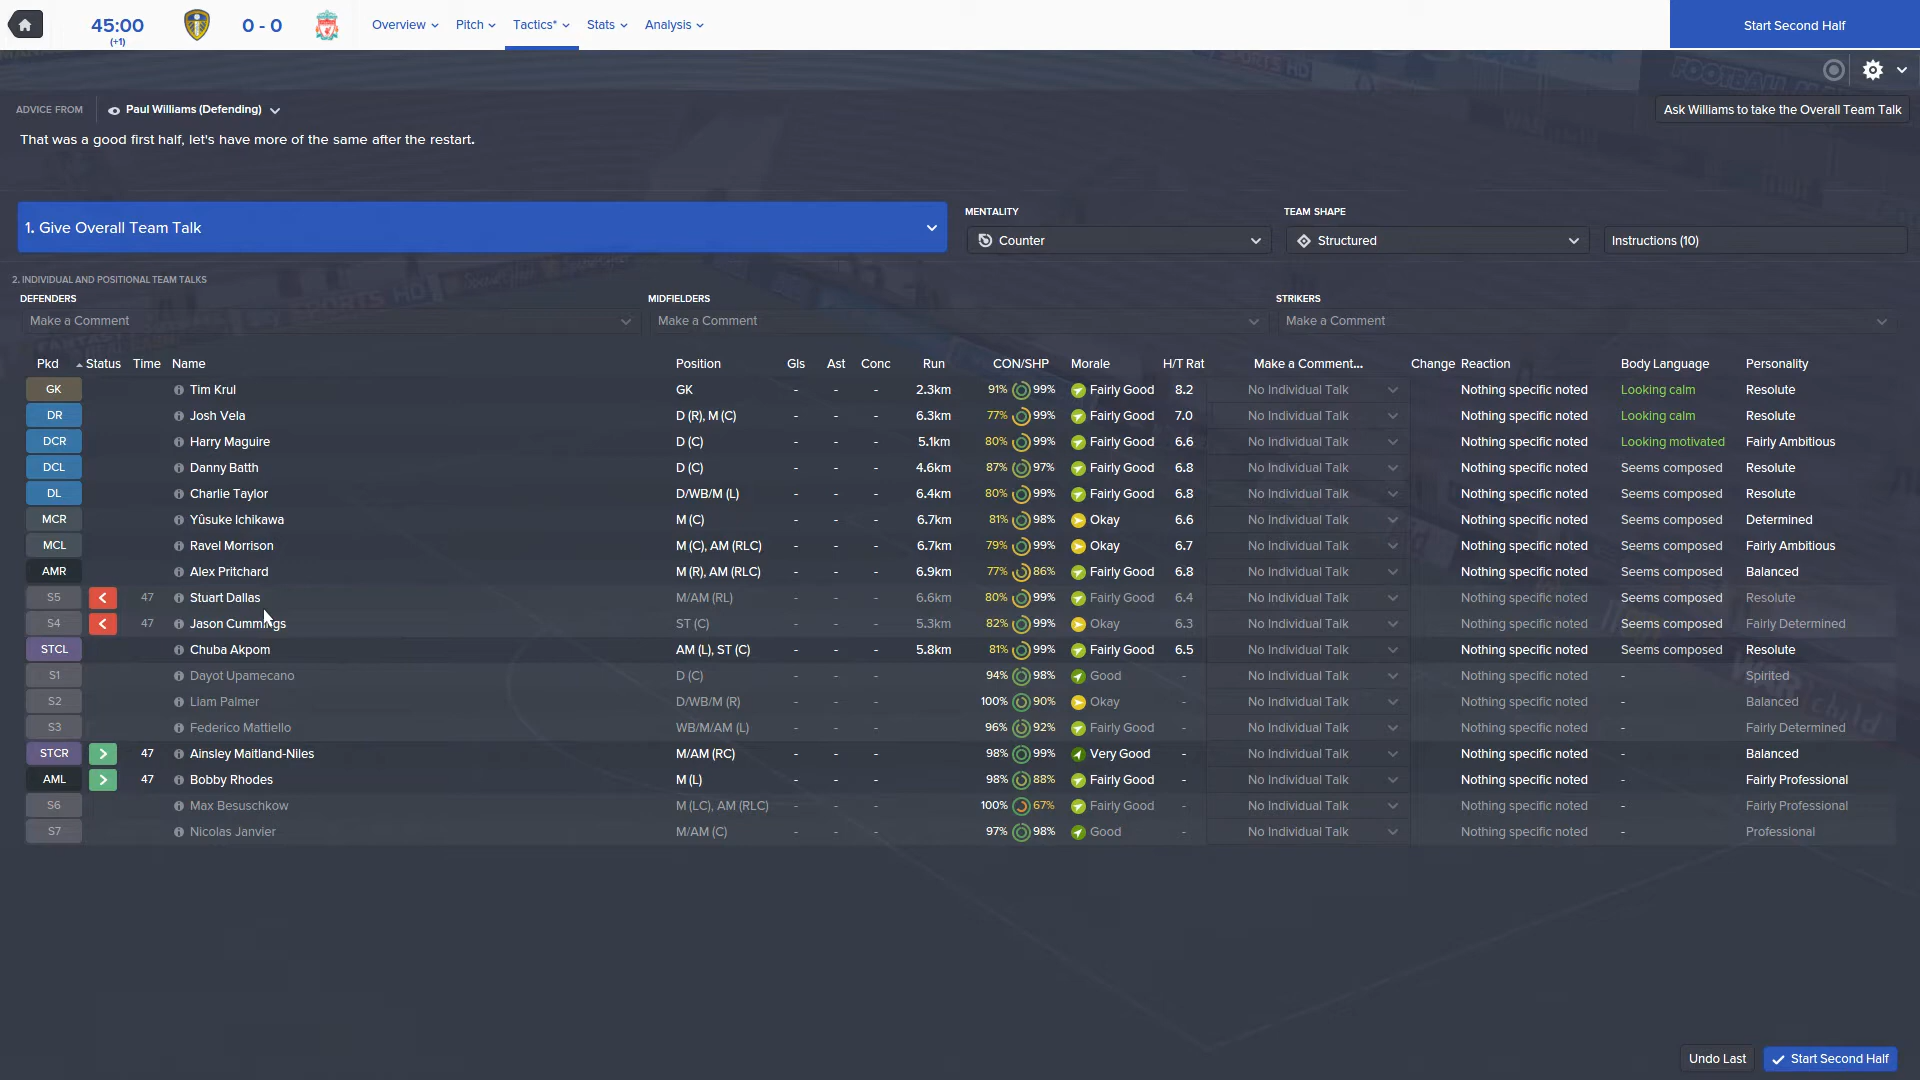 45:00
(+1)
0 - 0
Overview
Pitch
Tactics*
Stats
Analysis
Start Second Half
ADVICE FROM
Paul Williams (Defending)
Ask Williams to take the Overall Team Talk
That was a good first half, let's have more of the same after the restart.
1. Give Overall Team Talk
MENTALITY
Counter
TEAM SHAPE
Structured
Instructions (10)
2. INDIVIDUAL AND POSITIONAL TEAM TALKS
DEFENDERS
MIDFIELDERS
STRIKERS
Make a Comment
Make a Comment
Make a Comment
Pkd Status Time Name Position Gls Ast Conc Run CON/SHP Morale H/T Rat Make a Comment... Change Reaction Body Language Personality
GK Tim Krul GK - - - 2.3km 91% 99% Fairly Good 8.2 No Individual Talk Nothing specific noted Looking calm Resolute
DR Josh Vela D (R), M (C) - - - 6.3km 77% 99% Fairly Good 7.0 No Individual Talk Nothing specific noted Looking calm Resolute
DCR Harry Maguire D (C) - - - 5.1km 80% 99% Fairly Good 6.6 No Individual Talk Nothing specific noted Looking motivated Fairly Ambitious
DCL Danny Batth D (C) - - - 4.6km 87% 97% Fairly Good 6.8 No Individual Talk Nothing specific noted Seems composed Resolute
DL Charlie Taylor D/WB/M (L) - - - 6.4km 80% 99% Fairly Good 6.8 No Individual Talk Nothing specific noted Seems composed Resolute
MCR Yûsuke Ichikawa M (C) - - - 6.7km 81% 98% Okay 6.6 No Individual Talk Nothing specific noted Seems composed Determined
MCL Ravel Morrison M (C), AM (RLC) - - - 6.7km 79% 99% Okay 6.7 No Individual Talk Nothing specific noted Seems composed Fairly Ambitious
AMR Alex Pritchard M (R), AM (RLC) - - - 6.9km 77% 86% Fairly Good 6.8 No Individual Talk Nothing specific noted Seems composed Balanced
S5 47 Stuart Dallas M/AM (RL) - - - 6.6km 80% 99% Fairly Good 6.4 No Individual Talk Nothing specific noted Seems composed Resolute
S4 47 Jason Cummings ST (C) - - - 5.3km 82% 99% Okay 6.3 No Individual Talk Nothing specific noted Seems composed Fairly Determined
STCL Chuba Akpom AM (L), ST (C) - - - 5.8km 81% 99% Fairly Good 6.5 No Individual Talk Nothing specific noted Seems composed Resolute
S1 Dayot Upamecano D (C) - - - 94% 98% Good - No Individual Talk Nothing specific noted - Spirited
S2 Liam Palmer D/WB/M (R) - - - 100% 90% Okay - No Individual Talk Nothing specific noted - Balanced
S3 Federico Mattiello WB/M/AM (L) - - - 96% 92% Fairly Good - No Individual Talk Nothing specific noted - Fairly Determined
STCR 47 Ainsley Maitland-Niles M/AM (RC) - - - 98% 99% Very Good - No Individual Talk Nothing specific noted - Balanced
AML 47 Bobby Rhodes M (L) - - - 98% 88% Fairly Good - No Individual Talk Nothing specific noted - Fairly Professional
S6 Max Besuschkow M (LC), AM (RLC) - - - 100% 67% Fairly Good - No Individual Talk Nothing specific noted - Fairly Professional
S7 Nicolas Janvier M/AM (C) - - - 97% 98% Good - No Individual Talk Nothing specific noted - Professional
Undo Last
Start Second Half